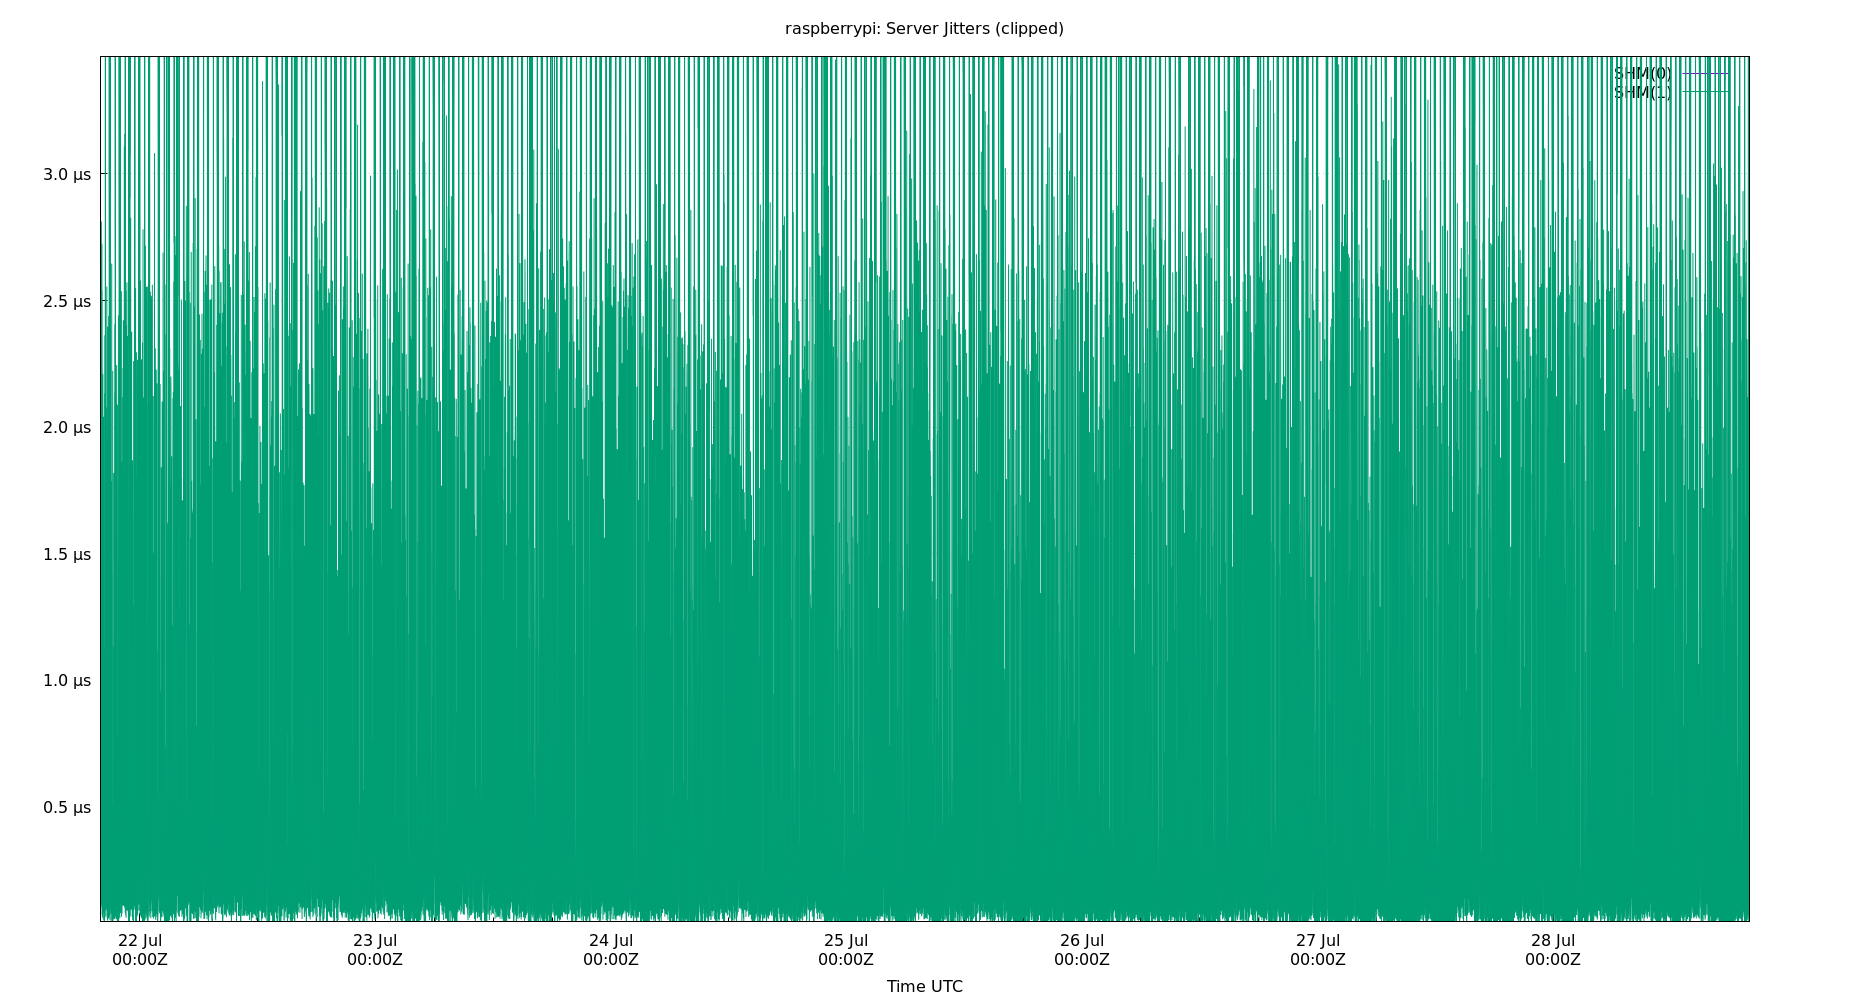 raspberrypi: Server Jitters (clipped)
SHM(0)
SHM(1)
3.0 µs
2.5 µs
2.0 µs
1.5 µs
1.0 µs
0.5 µs
22 Jul 23 Jul 24 Jul 25 Jul 26 Jul 27 Jul 28 Jul
00:00Z 00:00Z 00:00Z 00:00Z 00:00Z 00:00Z 00:00Z
Time UTC